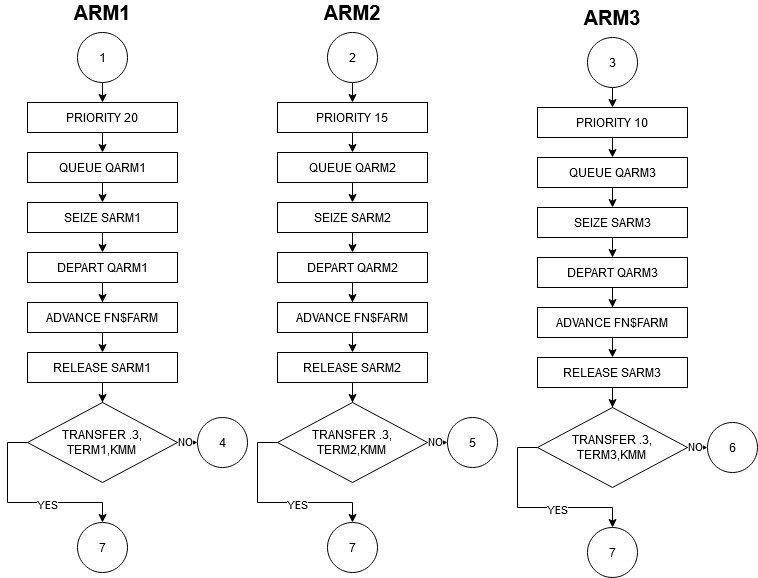 ARM1
1
PRIORITY 20
QUEUE QARM1
SEIZE SARM1
DEPART QARM1
ADVANCE FN$FARM
RELEASE SARM1
TRANSFER .3,
TERM1,KMM
NO
4
YES
7
ARM2
2
PRIORITY 15
QUEUE QARM2
SEIZE SARM2
DEPART QARM2
ADVANCE FN$FARM
RELEASE SARM2
TRANSFER .3,
TERM2,KMM
NO
5
YES
7
ARM3
3
PRIORITY 10
QUEUE QARM3
SEIZE SARM3
DEPART QARM3
ADVANCE FN$FARM
RELEASE SARM3
TRANSFER .3,
TERM3,KMM
NO
6
YES
7